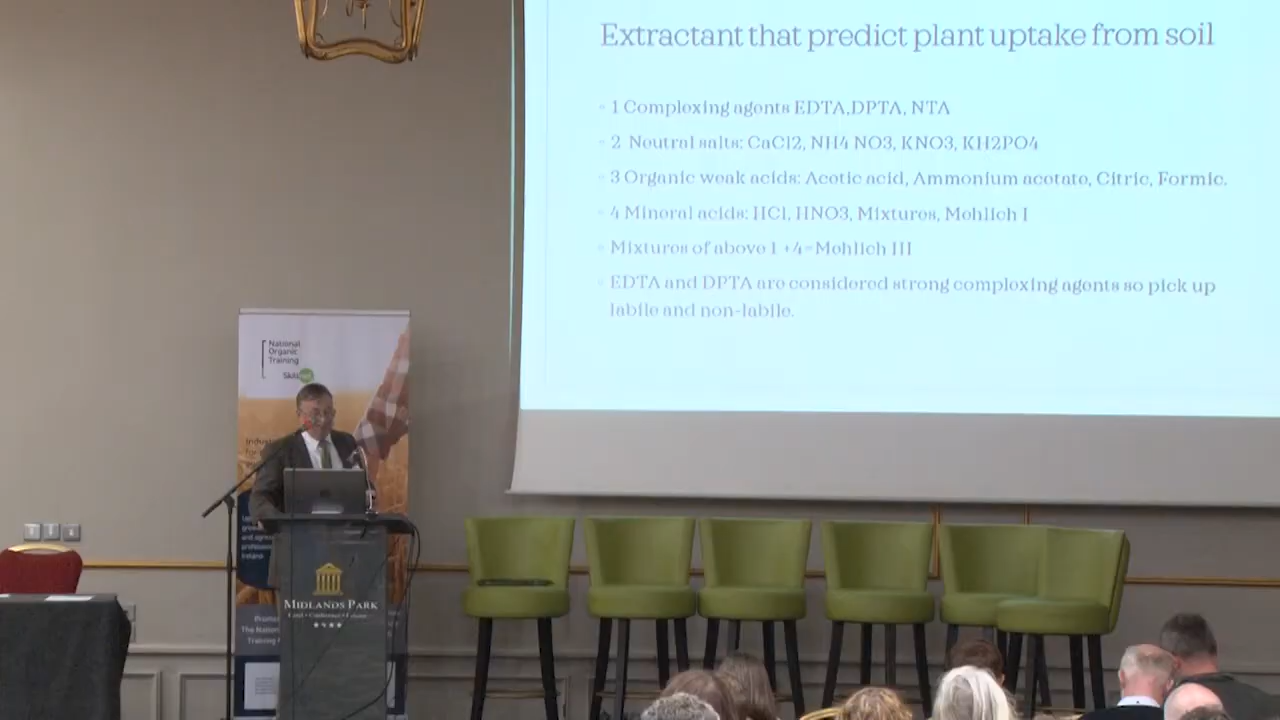 Extractant that predict plant uptake from soil
1 Complexing agents EDTA,DPTA, NTA
2 Neutral salts: CaCl2, NH4 NO3, KNO3, KH2PO4
3 Organic weak acids: Acetic acid, Ammonium acetate, Citric, Formic.
4 Mineral acids: HCl, HNO3, Mixtures, Mehlich I
Mixtures of above 1 +4=Mehlich III
EDTA and DPTA are considered strong complexing agents so pick up
labile and non-labile.
National
Organic
Training
Skillnet
MIDLANDS PARK